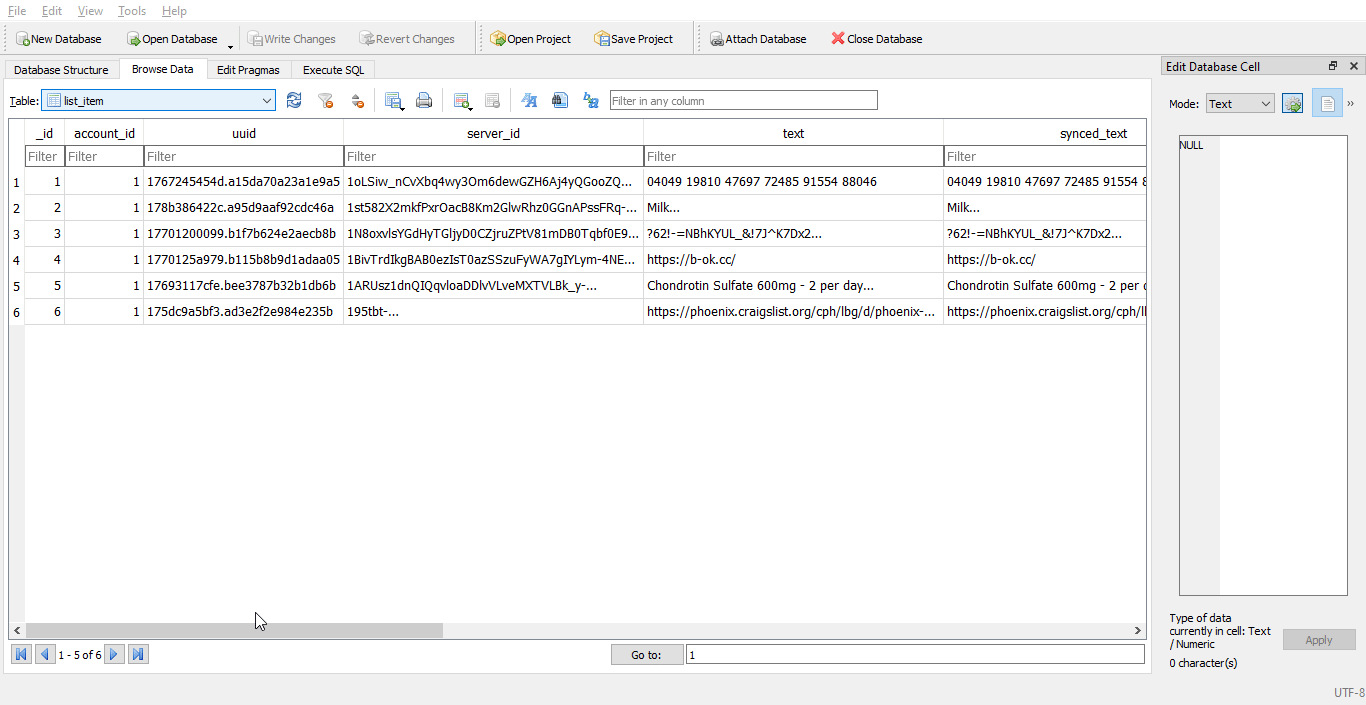 File Edit View Tools Help
New Database Open Database Write Changes Revert Changes Open Project Save Project Attach Database Close Database
Database Structure Browse Data Edit Pragmas Execute SQL
Edit Database Cell
Table: list_item Filter in any column
Mode: Text
_id account_id uuid server_id text synced_text
Filter Filter Filter Filter Filter Filter
NULL
1 1 1 1767245454d.a15da70a23a1e9a5 1oLSiw_nCvXbq4wy3Om6dewGZH6Aj4yQGooZQ... 04049 19810 47697 72485 91554 88046 04049 19810 47697 72485 91554 8
2 2 1 178b386422c.a95d9aaf92cdc46a 1st582X2mkfPxrOacB8Km2GlwRhz0GGnAPssFRq-... Milk... Milk...
3 3 1 17701200099.b1f7b624e2aecb8b 1N8oxvlsYGdHyTGljyD0CZjruZPtV81mDB0Tqbf0E9... ?62!-=NBhKYUL_&!7J^K7Dx2... ?62!-=NBhKYUL_&!7J^K7Dx2...
4 4 1 1770125a979.b115b8b9d1adaa05 1BivTrdIkgBAB0ezIsT0azSSzuFyWA7gIYLym-4NE... https://b-ok.cc/ https://b-ok.cc/
5 5 1 17693117cfe.bee3787b32b1db6b 1ARUsz1dnQIQqvloaDDlvVLveMXTVLBk_y-... Chondrotin Sulfate 600mg - 2 per day... Chondrotin Sulfate 600mg - 2 per d
6 6 1 175dc9a5bf3.ad3e2f2e984e235b 195tbt-... https://phoenix.craigslist.org/cph/lbg/d/phoenix-... https://phoenix.craigslist.org/cph/l
1 - 5 of 6 Go to: 1
Type of data
currently in cell: Text
/ Numeric
Apply
0 character(s)
UTF-8